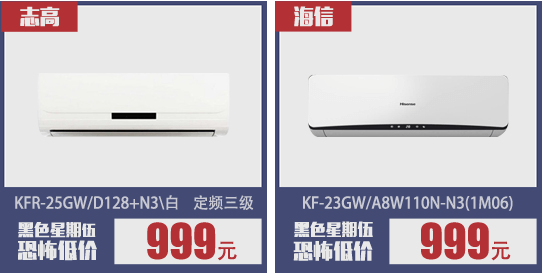 志高
KFR-25GW/D128+N3\白 定频三级
黑色星期伍
恐怖低价
999元
海信
Hisense
KF-23GW/A8W110N-N3(1M06)
黑色星期伍
恐怖低价
999元